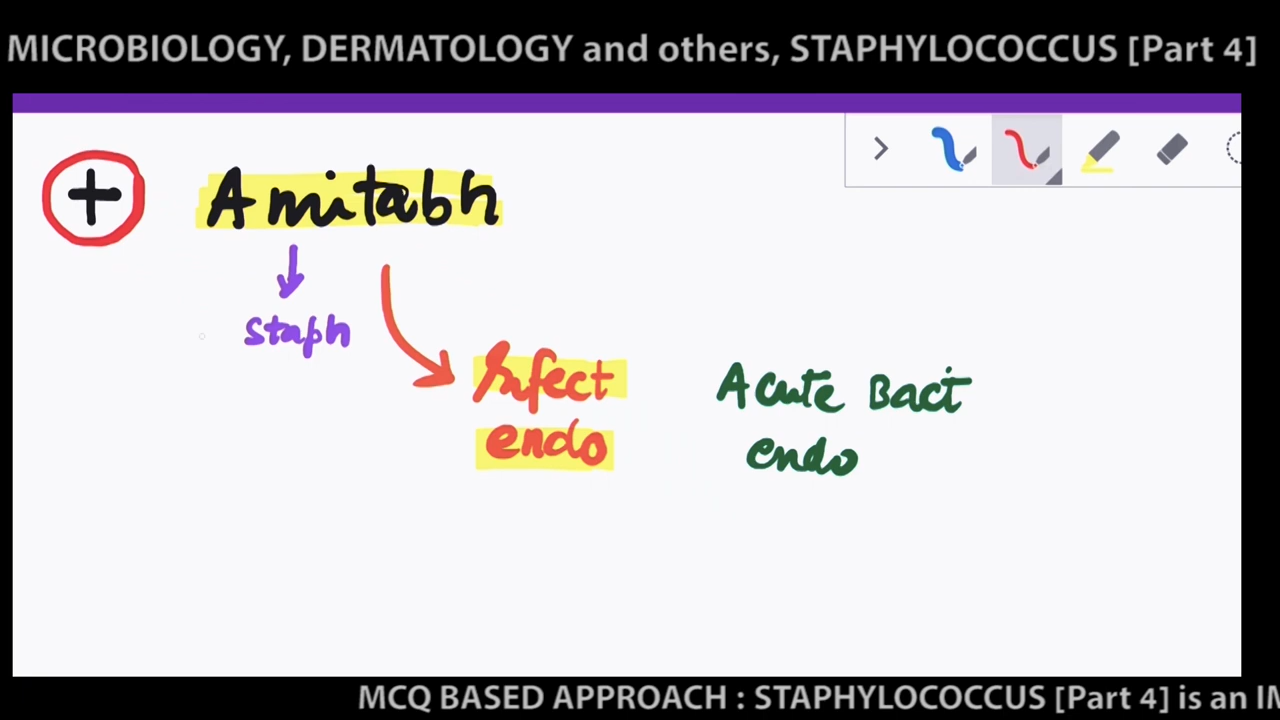 MICROBIOLOGY, DERMATOLOGY and others, STAPHYLOCOCCUS [Part 4]
+ Amitabh
staph
Infect
endo
Acute Bact
endo
MCQ BASED APPROACH : STAPHYLOCOCCUS [Part 4] is an IM